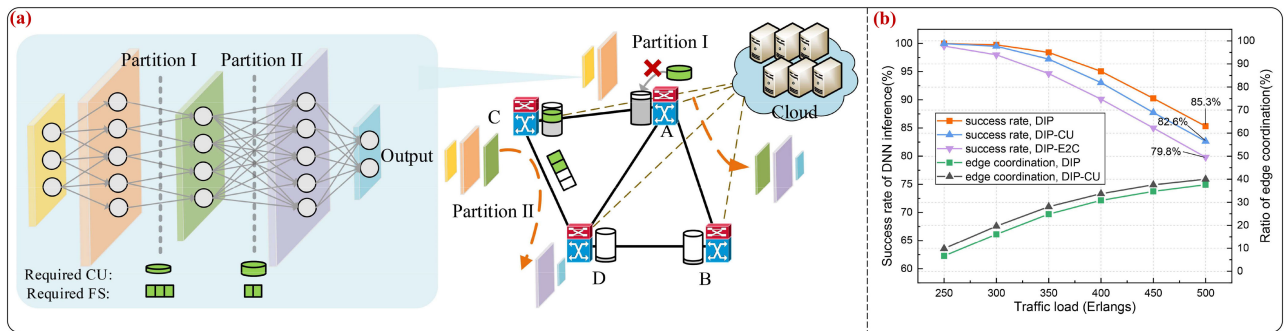 (a)
Partition I
Partition II
Output
Required CU:
Required FS:
Partition I
Cloud
C
A
Partition II
D
B
(b)
Success rate of DNN inference(%)
100
95
90
85
80
75
70
65
60
success rate, DIP
success rate, DIP-CU
success rate, DIP-E2C
edge coordination, DIP
edge coordination, DIP-CU
85.3%
82.6%
79.8%
100
90
80
70
60
50
40
30
20
10
0
Ratio of edge coordination(%)
250 300 350 400 450 500
Traffic load (Erlangs)